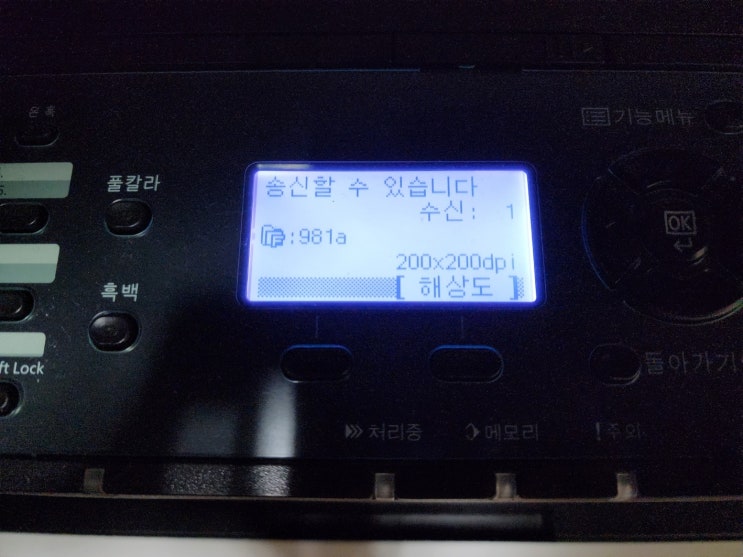 기능메뉴
풀칼라
송신할 수 있습니다
수신: 1
:981a
200x200dpi
[ 해상도 ]
OK
흑백
ft Lock
돌아가기
처리중
메모리
!주의